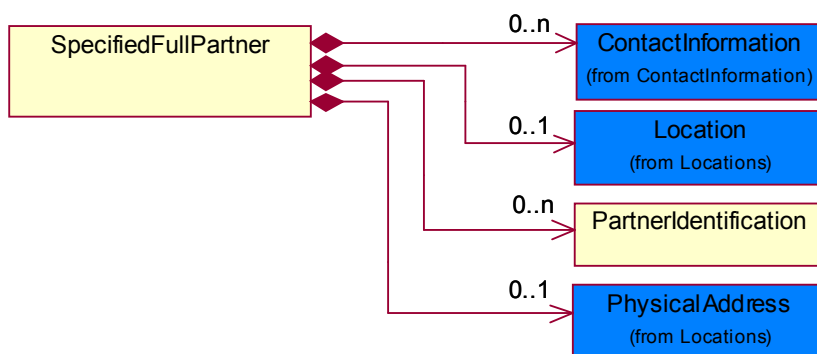 SpecifiedFullPartner
0..n
ContactInformation
(from ContactInformation)
0..1
Location
(from Locations)
0..n
PartnerIdentification
0..1
PhysicalAddress
(from Locations)